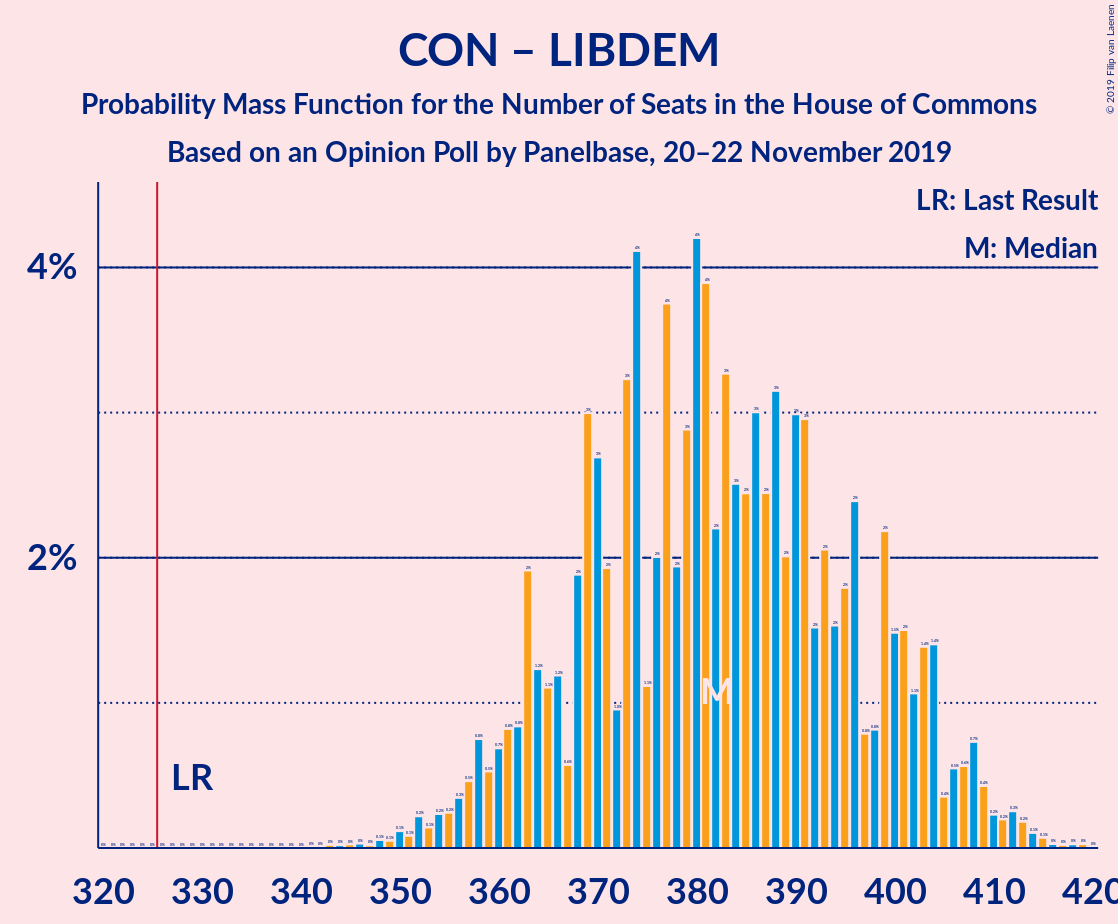 CON – LIBDEM
Probability Mass Function for the Number of Seats in the House of Commons
Based on an Opinion Poll by Panelbase, 20–22 November 2019
© 2019 Filip van Laenen
LR: Last Result
M: Median
4%
2%
LR
M
320 330 340 350 360 370 380 390 400 410 420